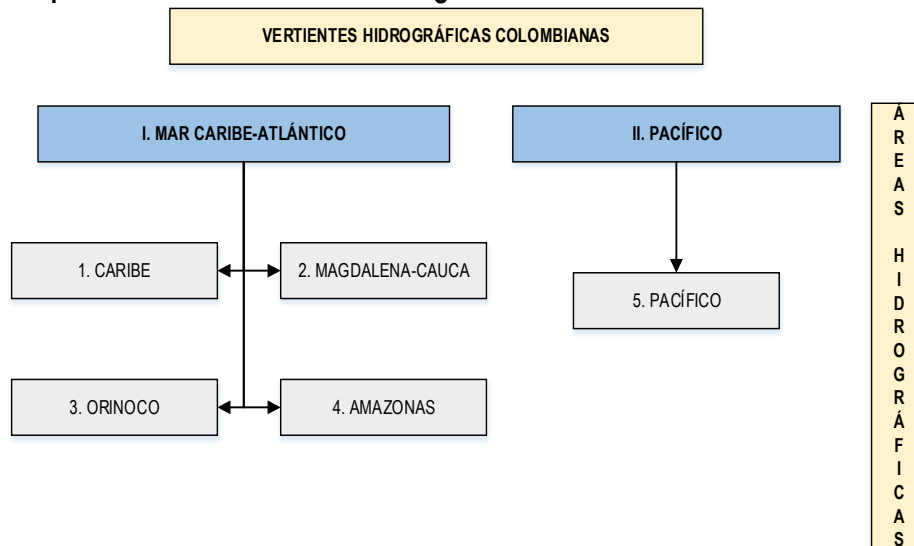 VERTIENTES HIDROGRÁFICAS COLOMBIANAS
I. MAR CARIBE-ATLÁNTICO
II. PACÍFICO
1. CARIBE
2. MAGDALENA-CAUCA
5. PACÍFICO
3. ORINOCO
4. AMAZONAS
ÁREAS HIDROGRÁFICAS